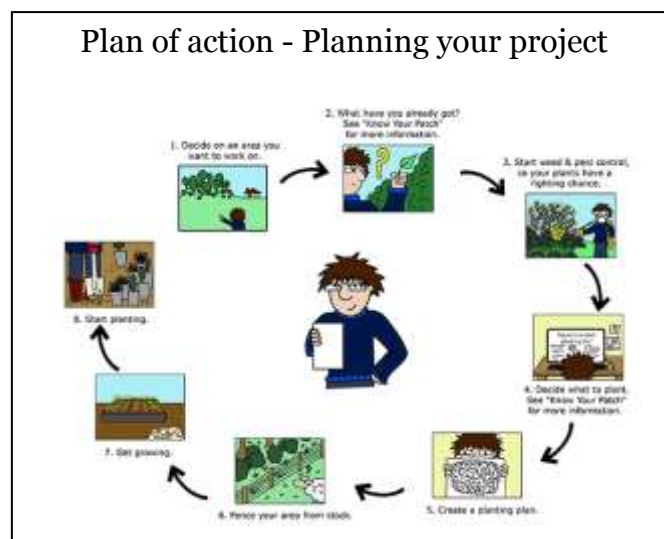 Plan of action - Planning your project
1. Decide on an area you
want to work on.
2. What have you already got?
See "Know Your Patch"
for more information.
3. Start weed & pest control,
so your plants have a
fighting chance.
4. Decide what to plant.
See "Know Your Patch"
for more information.
5. Create a planting plan.
6. Fence your area from stock.
7. Get growing.
8. Start planting.